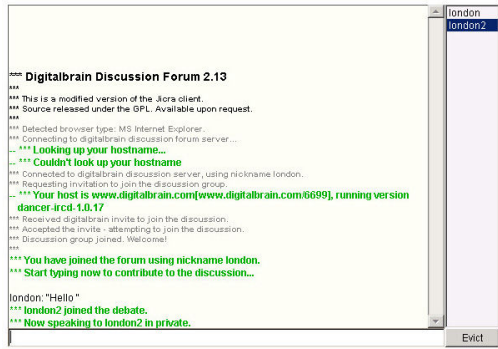 *** Digitalbrain Discussion Forum 2.13
***
*** This is a modified version of the Jicra client.
*** Source released under the GPL. Available upon request.
***
*** Detected browser type: MS Internet Explorer.
*** Connecting to digitalbrain discussion forum server...
-- *** Looking up your hostname...
-- *** Couldn't look up your hostname
*** Connected to digitalbrain discussion server, using nickname london.
*** Requesting invitation to join the discussion group.
-- *** Your host is www.digitalbrain.com[www.digitalbrain.com/6699], running version
dancer-ircd-1.0.17
*** Received digitalbrain invite to join the discussion.
*** Accepted the invite - attempting to join the discussion.
*** Discussion group joined. Welcome!
***
*** You have joined the forum using nickname london.
*** Start typing now to contribute to the discussion...
london: "Hello "
*** london2 joined the debate.
*** Now speaking to london2 in private.
london
london2
Evict